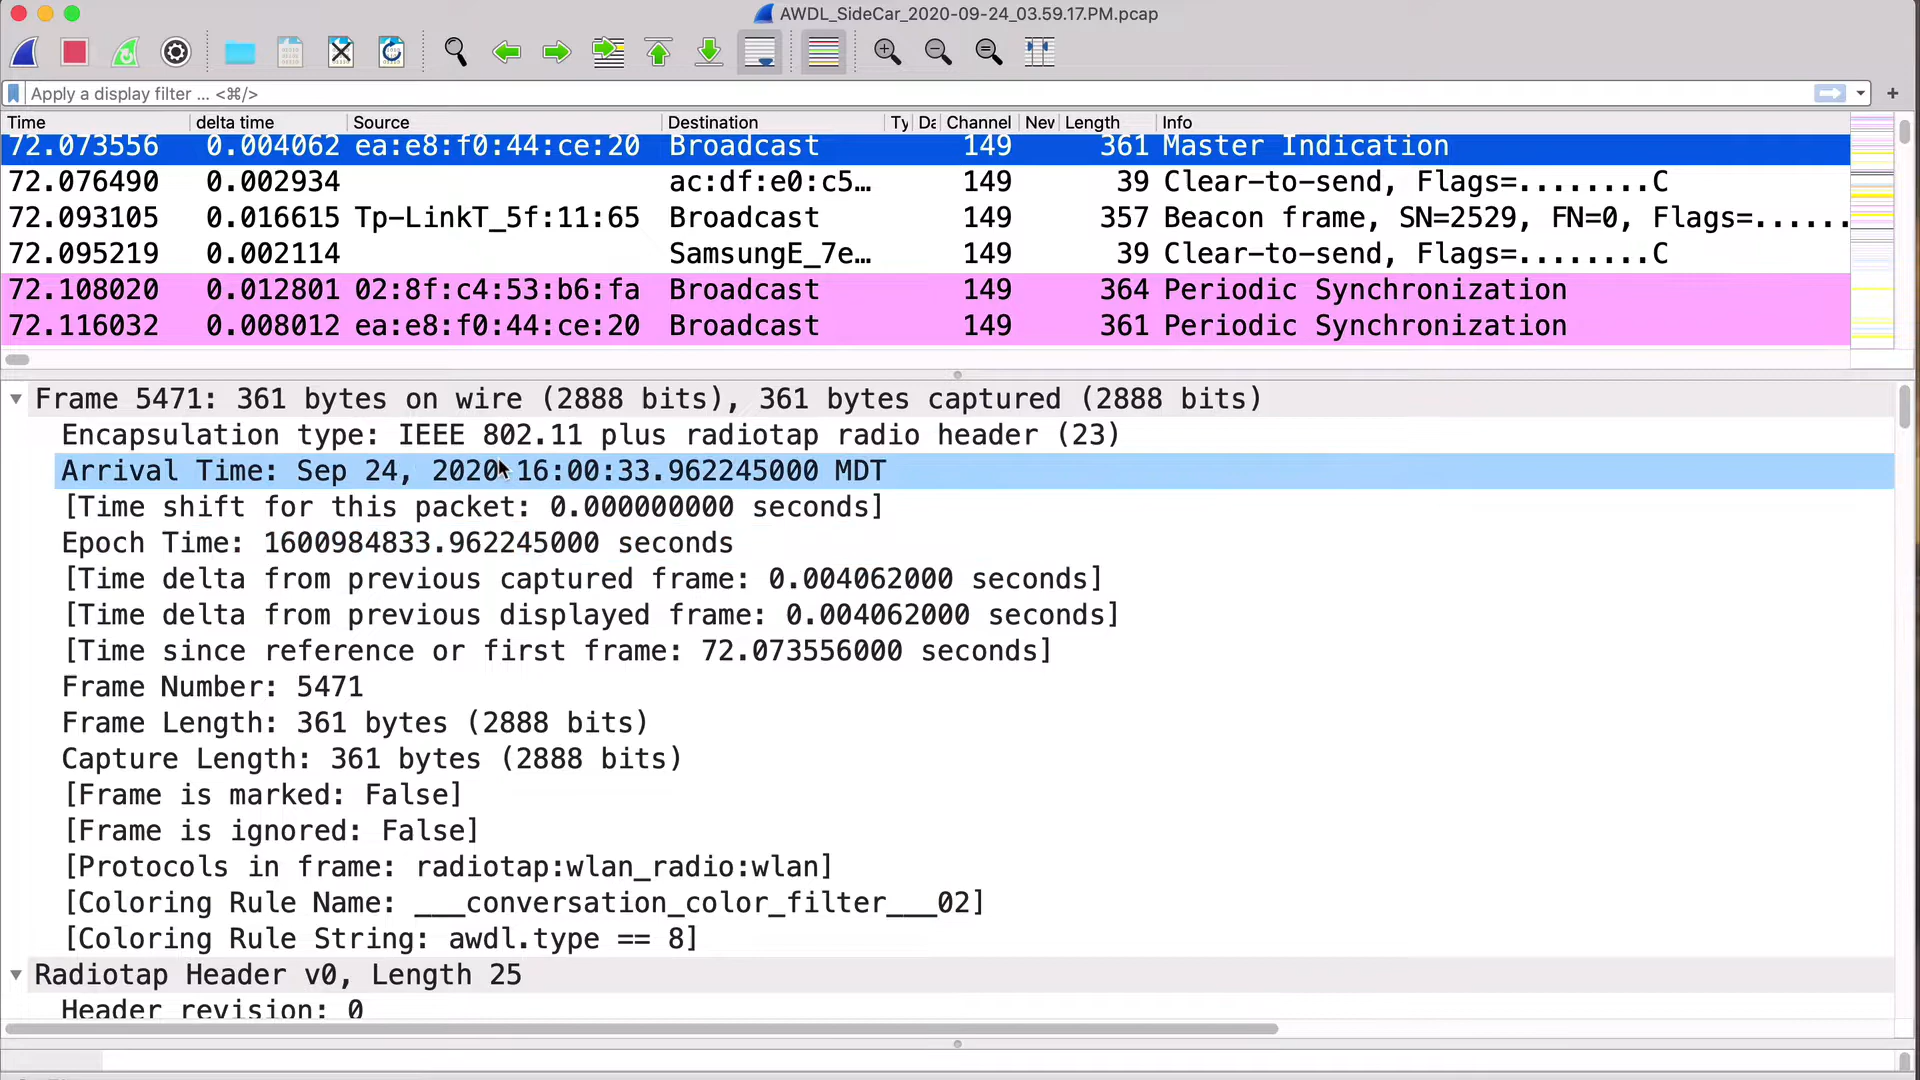 AWDL_SideCar_2020-09-24_03.59.17.PM.pcap
Apply a display filter ... <⌘/>
Time delta time Source Destination Ty Da Channel New Length Info
72.073556 0.004062 ea:e8:f0:44:ce:20 Broadcast 149 361 Master Indication
72.076490 0.002934 ac:df:e0:c5… 149 39 Clear-to-send, Flags=........C
72.093105 0.016615 Tp-LinkT_5f:11:65 Broadcast 149 357 Beacon frame, SN=2529, FN=0, Flags=......
72.095219 0.002114 SamsungE_7e… 149 39 Clear-to-send, Flags=........C
72.108020 0.012801 02:8f:c4:53:b6:fa Broadcast 149 364 Periodic Synchronization
72.116032 0.008012 ea:e8:f0:44:ce:20 Broadcast 149 361 Periodic Synchronization
Frame 5471: 361 bytes on wire (2888 bits), 361 bytes captured (2888 bits)
Encapsulation type: IEEE 802.11 plus radiotap radio header (23)
Arrival Time: Sep 24, 2020 16:00:33.962245000 MDT
[Time shift for this packet: 0.000000000 seconds]
Epoch Time: 1600984833.962245000 seconds
[Time delta from previous captured frame: 0.004062000 seconds]
[Time delta from previous displayed frame: 0.004062000 seconds]
[Time since reference or first frame: 72.073556000 seconds]
Frame Number: 5471
Frame Length: 361 bytes (2888 bits)
Capture Length: 361 bytes (2888 bits)
[Frame is marked: False]
[Frame is ignored: False]
[Protocols in frame: radiotap:wlan_radio:wlan]
[Coloring Rule Name: ___conversation_color_filter___02]
[Coloring Rule String: awdl.type == 8]
Radiotap Header v0, Length 25
Header revision: 0